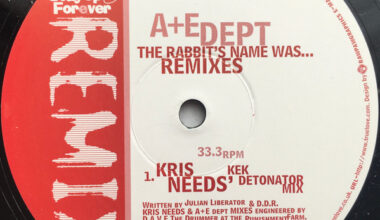 Forever
REMIX
A+E DEPT
THE RABBIT'S NAME WAS...
REMIXES
33.3RPM
1. KRIS NEEDS' KEK DETONATOR MIX
WRITTEN BY JULIAN LIBERATOR & D.D.R.
KRIS NEEDS & A+E DEPT MIXES ENGINEERED BY
D.A.V.E THE DRUMMER AT THE PUNISHMENT FARM.